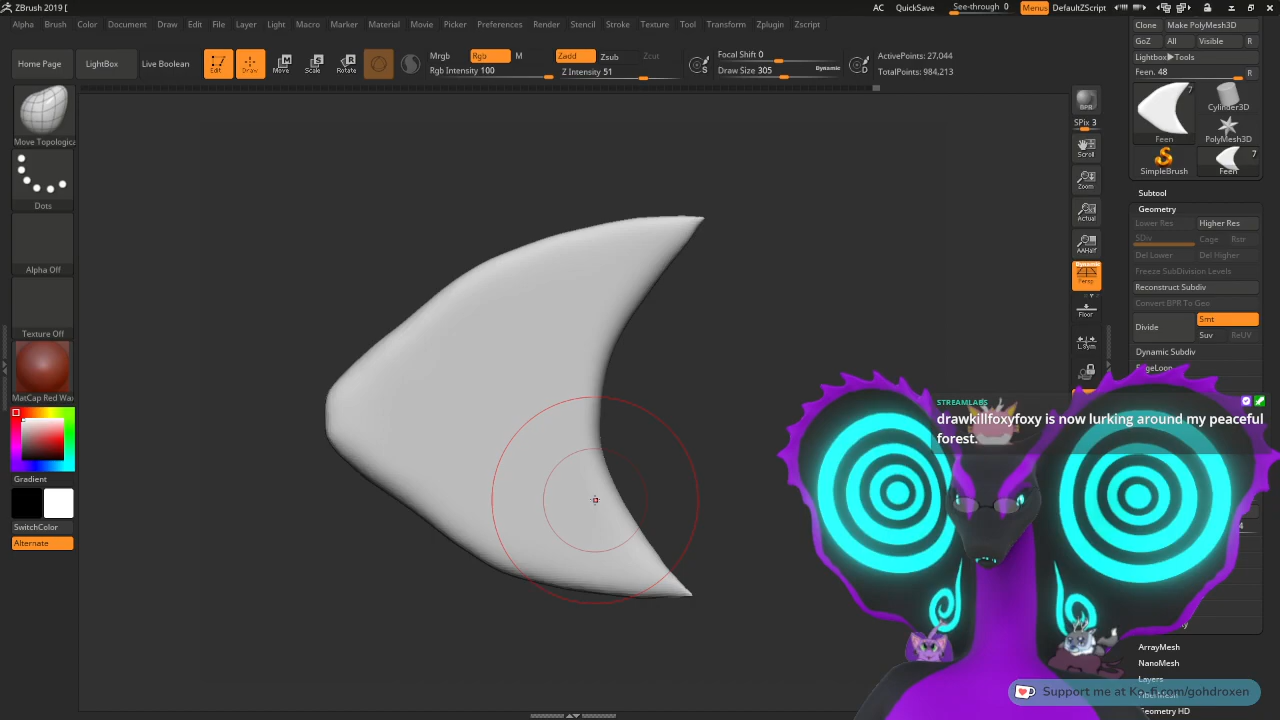 ZBrush 2019 [
AC
QuickSave
See-through 0
Menus
DefaultZScript
Alpha
Brush
Color
Document
Draw
Edit
File
Layer
Light
Macro
Marker
Material
Movie
Picker
Preferences
Render
Stencil
Stroke
Texture
Tool
Transform
Zplugin
Zscript
Clone
Make PolyMesh3D
GoZ
All
Visible
R
Home Page
LightBox
Live Boolean
Edit
Draw
Move
Scale
Rotate
Mrgb
Rgb
M
Rgb Intensity 100
Zadd
Zsub
Zcut
Z Intensity 51
S
Focal Shift 0
Draw Size 305
Dynamic
D
ActivePoints: 27,044
TotalPoints: 984,213
Lightbox▶Tools
Feen. 48
R
7
Feen
Cylinder3D
PolyMesh3D
SimpleBrush
7
Feen
Move Topologica
Dots
Alpha Off
Texture Off
MatCap Red Wa
Gradient
SwitchColor
Alternate
BPR
SPix 3
Scroll
Zoom
Actual
AAHalf
Dynamic
Persp
Floor
L.Sym
Subtool
Geometry
Lower Res
Higher Res
SDiv
Cage
Rstr
Del Lower
Del Higher
Freeze SubDivision Levels
Reconstruct Subdiv
Convert BPR To Geo
Divide
Smt
Suv
ReUV
Dynamic Subdiv
EdgeLoop
STREAMLABS
drawkillfoxyfoxy is now lurking around my peaceful
forest.
ArrayMesh
NanoMesh
Layers
Geometry HD
Support me at Ko-fi.com/gohdroxen